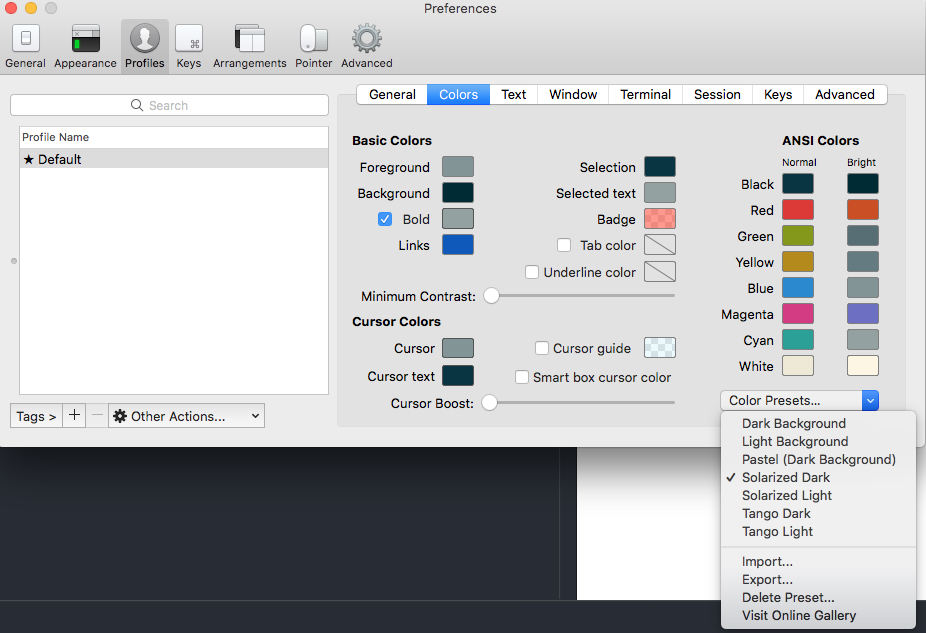 Preferences
General Appearance Profiles Keys Arrangements Pointer Advanced
Search
Profile Name
★ Default
Tags > + − Other Actions...
General Colors Text Window Terminal Session Keys Advanced
Basic Colors
Foreground
Background
Bold
Links
Selection
Selected text
Badge
Tab color
Underline color
Minimum Contrast:
Cursor Colors
Cursor
Cursor text
Cursor guide
Smart box cursor color
Cursor Boost:
ANSI Colors
Normal Bright
Black
Red
Green
Yellow
Blue
Magenta
Cyan
White
Color Presets...
Dark Background
Light Background
Pastel (Dark Background)
✓ Solarized Dark
Solarized Light
Tango Dark
Tango Light
Import...
Export...
Delete Preset...
Visit Online Gallery